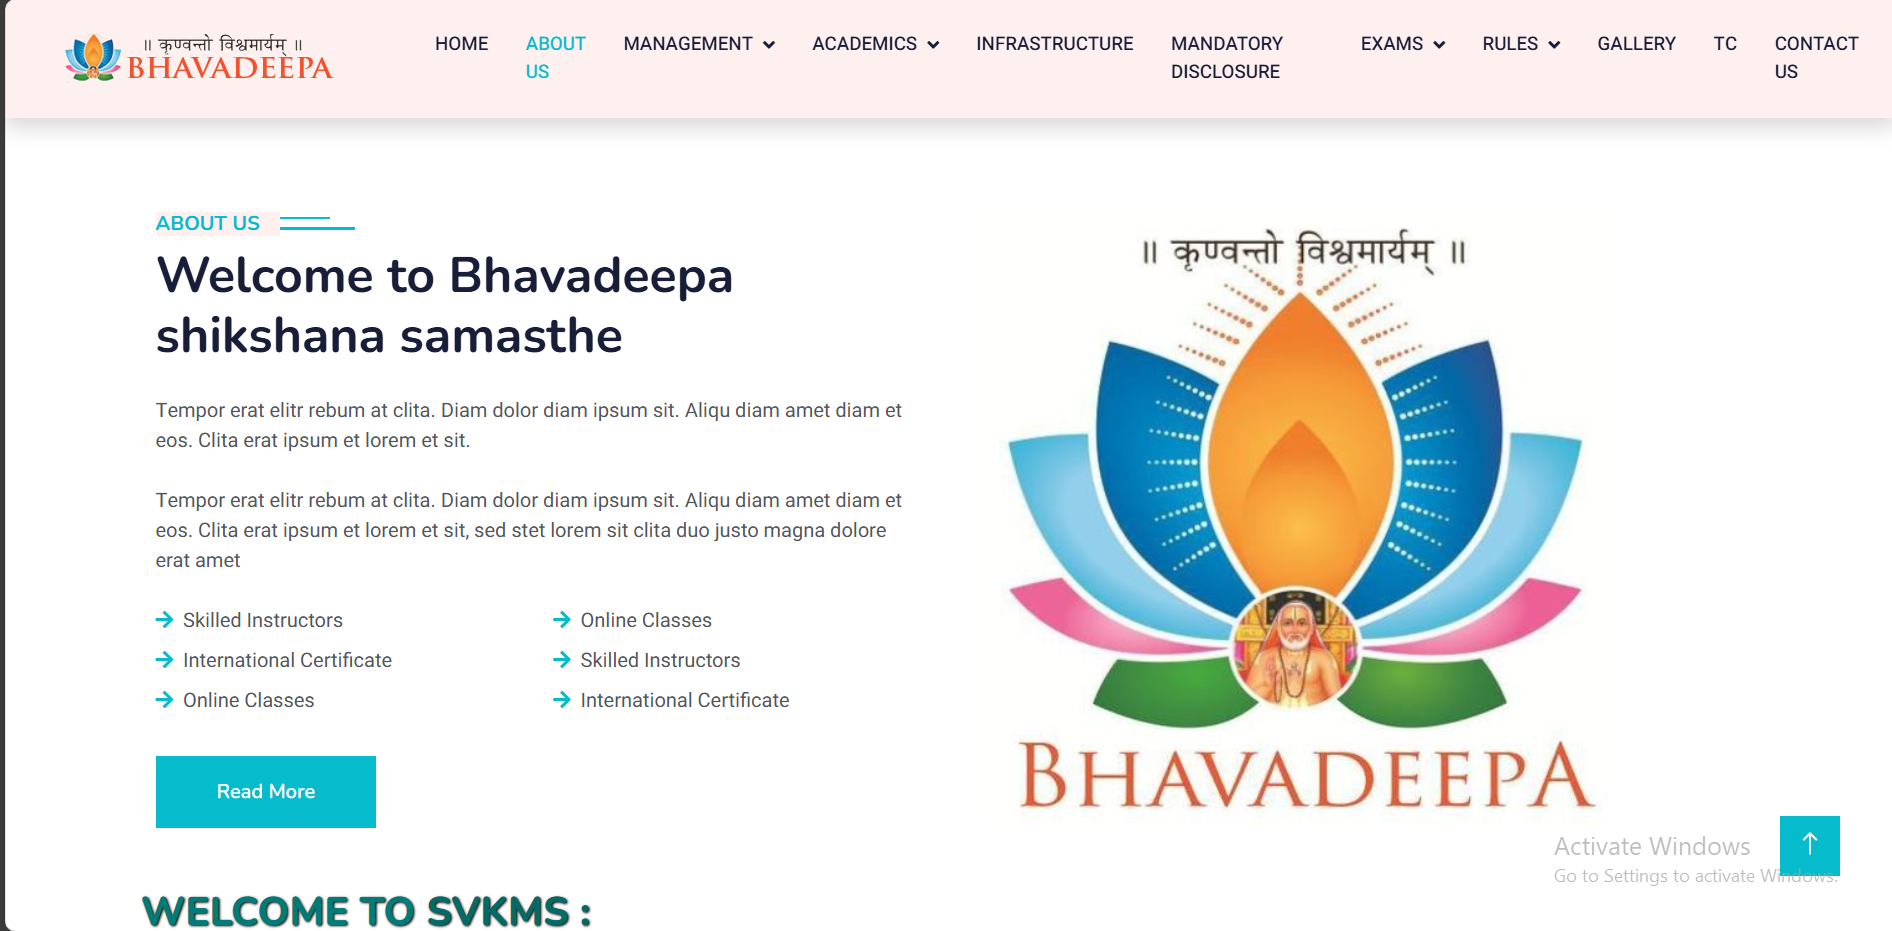 ॥ कृण्वन्तो विश्वमार्यम् ॥
BHAVADEEPA
HOME
ABOUT
US
MANAGEMENT
ACADEMICS
INFRASTRUCTURE
MANDATORY
DISCLOSURE
EXAMS
RULES
GALLERY
TC
CONTACT
US
ABOUT US
Welcome to Bhavadeepa
shikshana samasthe
Tempor erat elitr rebum at clita. Diam dolor diam ipsum sit. Aliqu diam amet diam et
eos. Clita erat ipsum et lorem et sit.
Tempor erat elitr rebum at clita. Diam dolor diam ipsum sit. Aliqu diam amet diam et
eos. Clita erat ipsum et lorem et sit, sed stet lorem sit clita duo justo magna dolore
erat amet
Skilled Instructors
Online Classes
International Certificate
Skilled Instructors
Online Classes
International Certificate
Read More
॥ कृण्वन्तो विश्वमार्यम् ॥
BHAVADEEPA
Activate Windows
Go to Settings to activate Windows.
WELCOME TO SVKMS :